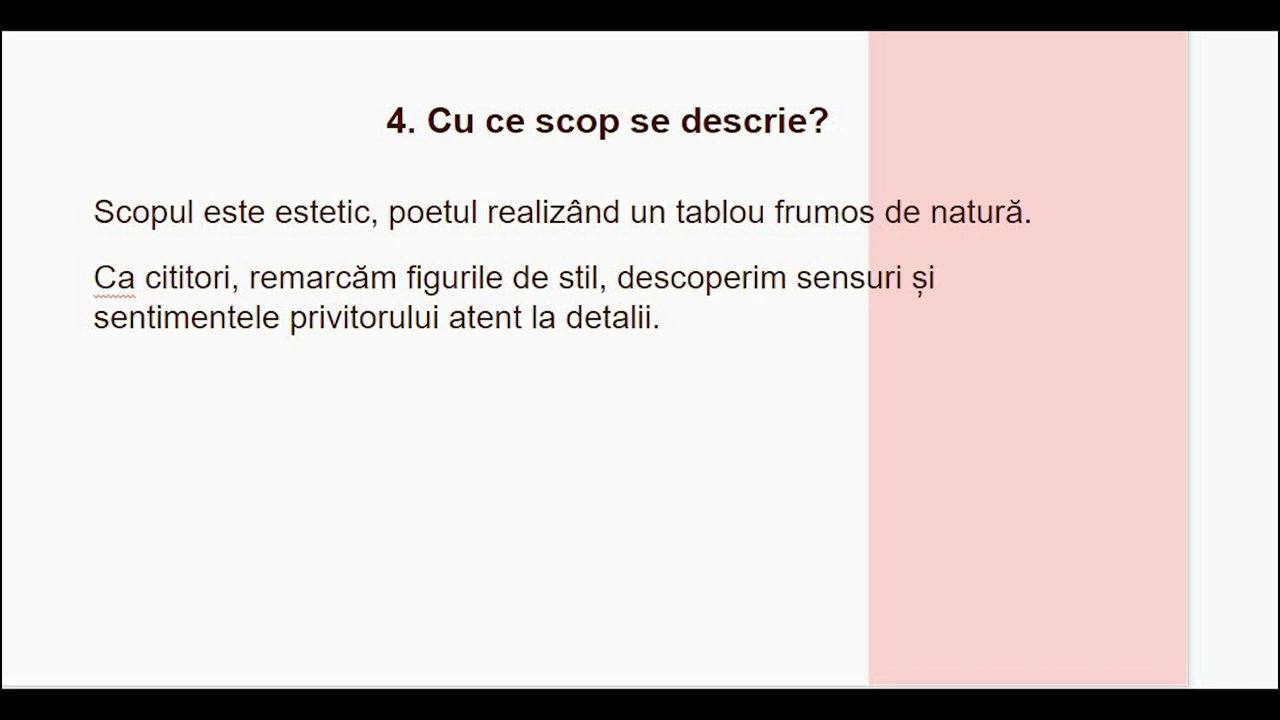 4. Cu ce scop se descrie?
Scopul este estetic, poetul realizând un tablou frumos de natură.
Ca cititori, remarcăm figurile de stil, descoperim sensuri și
sentimentele privitorului atent la detalii.